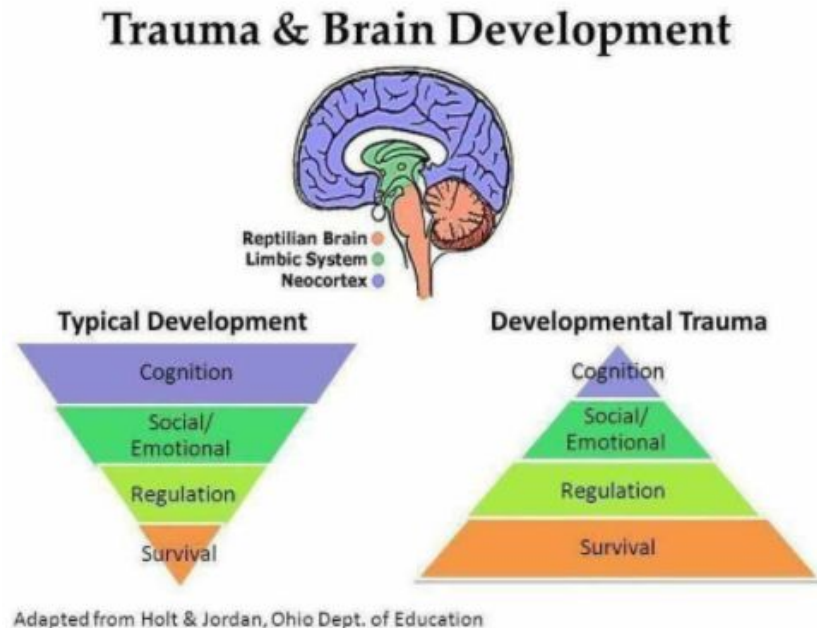 Trauma & Brain Development
Reptilian Brain
Limbic System
Neocortex
Typical Development
Cognition
Social/
Emotional
Regulation
Survival
Developmental Trauma
Cognition
Social/
Emotional
Regulation
Survival
Adapted from Holt & Jordan, Ohio Dept. of Education